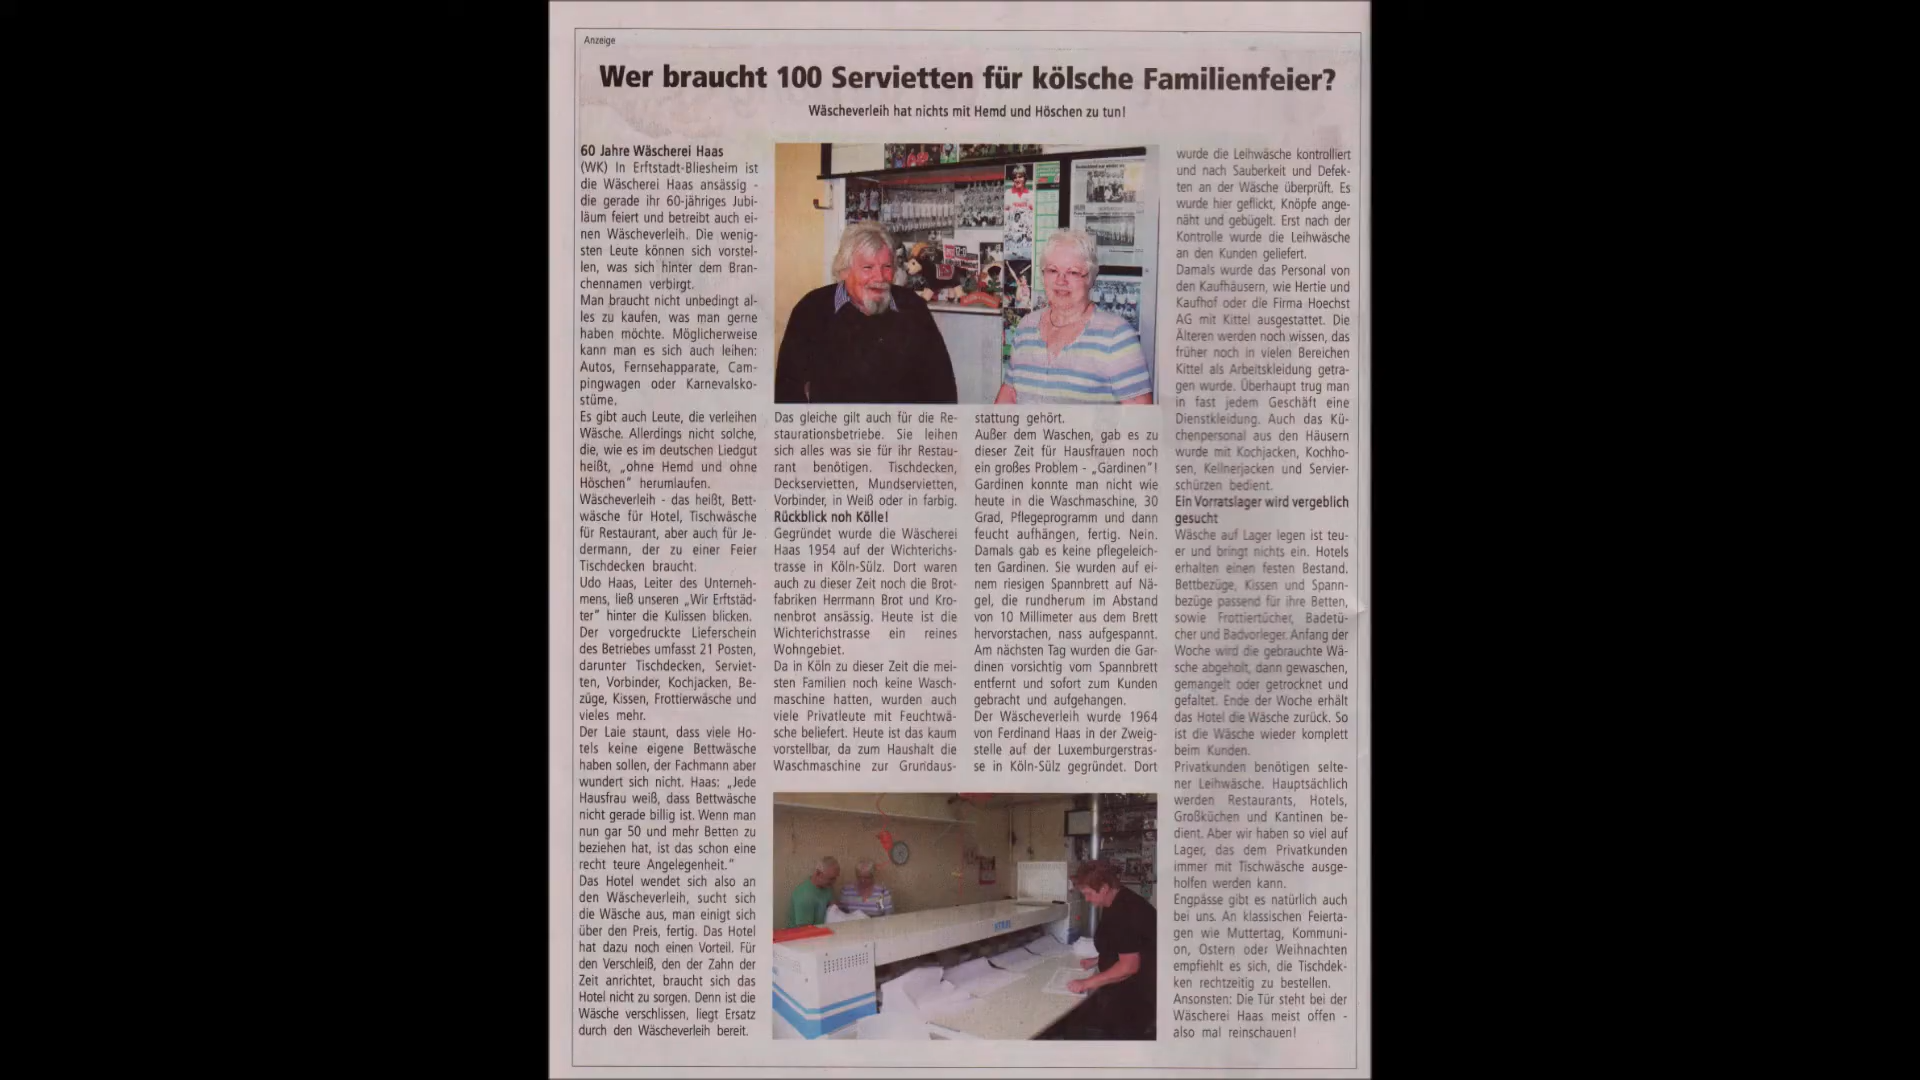 Anzeige
Wer braucht 100 Servietten für kölsche Familienfeier?
Wäscheverleih hat nichts mit Hemd und Höschen zu tun!
60 Jahre Wäscherei Haas
(WK) In Erftstadt-Bliesheim ist
die Wäscherei Haas ansässig -
die gerade ihr 60-jähriges Jubi-
läum feiert und betreibt auch ei-
nen Wäscheverleih. Die wenig-
sten Leute können sich vorstel-
len, was sich hinter dem Bran-
chennamen verbirgt.
Man braucht nicht unbedingt al-
les zu kaufen, was man gerne
haben möchte. Möglicherweise
kann man es sich auch leihen:
Autos, Fernsehapparate, Cam-
pingwagen oder Karnevalsko-
stüme.
Es gibt auch Leute, die verleihen
Wäsche. Allerdings nicht solche,
die, wie es im deutschen Liedgut
heißt, „ohne Hemd und ohne
Höschen“ herumlaufen.
Wäscheverleih - das heißt, Bett-
wäsche für Hotel, Tischwäsche
für Restaurant, aber auch für Je-
dermann, der zu einer Feier
Tischdecken braucht.
Udo Haas, Leiter des Unterneh-
mens, ließ unseren „Wir Erftstäd-
ter“ hinter die Kulissen blicken.
Der vorgedruckte Lieferschein
des Betriebes umfasst 21 Posten,
darunter Tischdecken, Serviet-
ten, Vorbinder, Kochjacken, Be-
züge, Kissen, Frottierwäsche und
vieles mehr.
Der Laie staunt, dass viele Ho-
tels keine eigene Bettwäsche
haben sollen, der Fachmann aber
wundert sich nicht. Haas: „Jede
Hausfrau weiß, dass Bettwäsche
nicht gerade billig ist. Wenn man
nun gar 50 und mehr Betten zu
beziehen hat, ist das schon eine
recht teure Angelegenheit.“
Das Hotel wendet sich also an
den Wäscheverleih, sucht sich
die Wäsche aus, man einigt sich
über den Preis, fertig. Das Hotel
hat dazu noch einen Vorteil. Für
den Verschleiß, den der Zahn der
Zeit anrichtet, braucht sich das
Hotel nicht zu sorgen. Denn ist die
Wäsche verschlissen, liegt Ersatz
durch den Wäscheverleih bereit.
Das gleiche gilt auch für die Re-
staurationsbetriebe. Sie leihen
sich alles was sie für ihr Restau-
rant benötigen. Tischdecken,
Deckservietten, Mundservietten,
Vorbinder, in Weiß oder in farbig.
Rückblick noh Kölle!
Gegründet wurde die Wäscherei
Haas 1954 auf der Wichterichs-
trasse in Köln-Sülz. Dort waren
auch zu dieser Zeit noch die Brot-
fabriken Herrmann Brot und Kro-
nenbrot ansässig. Heute ist die
Wichterichstrasse ein reines
Wohngebiet.
Da in Köln zu dieser Zeit die mei-
sten Familien noch keine Wasch-
maschine hatten, wurden auch
viele Privatleute mit Feuchtwä-
sche beliefert. Heute ist das kaum
vorstellbar, da zum Haushalt die
Waschmaschine zur Grundaus-
stattung gehört.
Außer dem Waschen, gab es zu
dieser Zeit für Hausfrauen noch
ein großes Problem - „Gardinen“!
Gardinen konnte man nicht wie
heute in die Waschmaschine, 30
Grad, Pflegeprogramm und dann
feucht aufhängen, fertig. Nein.
Damals gab es keine pflegeleich-
ten Gardinen. Sie wurden auf ei-
nem riesigen Spannbrett auf Nä-
gel, die rundherum im Abstand
von 10 Millimeter aus dem Brett
hervorstachen, nass aufgespannt.
Am nächsten Tag wurden die Gar-
dinen vorsichtig vom Spannbrett
entfernt und sofort zum Kunden
gebracht und aufgehangen.
Der Wäscheverleih wurde 1964
von Ferdinand Haas in der Zweig-
stelle auf der Luxemburgerstras-
se in Köln-Sülz gegründet. Dort
wurde die Leihwäsche kontrolliert
und nach Sauberkeit und Defek-
ten an der Wäsche überprüft. Es
wurde hier geflickt, Knöpfe ange-
näht und gebügelt. Erst nach der
Kontrolle wurde die Leihwäsche
an den Kunden geliefert.
Damals wurde das Personal von
den Kaufhäusern, wie Hertie und
Kaufhof oder die Firma Hoechst
AG mit Kittel ausgestattet. Die
Älteren werden noch wissen, das
früher noch in vielen Bereichen
Kittel als Arbeitskleidung getra-
gen wurde. Überhaupt trug man
in fast jedem Geschäft eine
Dienstkleidung. Auch das Kü-
chenpersonal aus den Häusern
wurde mit Kochjacken, Kochho-
sen, Kellnerjacken und Servier-
schürzen bedient.
Ein Vorratslager wird vergeblich
gesucht
Wäsche auf Lager legen ist teu-
er und bringt nichts ein. Hotels
erhalten einen festen Bestand.
Bettbezüge, Kissen und Spann-
bezüge passend für ihre Betten,
sowie Frottiertücher, Badetü-
cher und Badvorleger. Anfang der
Woche wird die gebrauchte Wä-
sche abgeholt, dann gewaschen,
gemangelt oder getrocknet und
gefaltet. Ende der Woche erhält
das Hotel die Wäsche zurück. So
ist die Wäsche wieder komplett
beim Kunden.
Privatkunden benötigen selte-
ner Leihwäsche. Hauptsächlich
werden Restaurants, Hotels,
Großküchen und Kantinen be-
dient. Aber wir haben so viel auf
Lager, das dem Privatkunden
immer mit Tischwäsche ausge-
holfen werden kann.
Engpässe gibt es natürlich auch
bei uns. An klassischen Feierta-
gen wie Muttertag, Kommuni-
on, Ostern oder Weihnachten
empfiehlt es sich, die Tischdek-
ken rechtzeitig zu bestellen.
Ansonsten: Die Tür steht bei der
Wäscherei Haas meist offen -
also mal reinschauen!